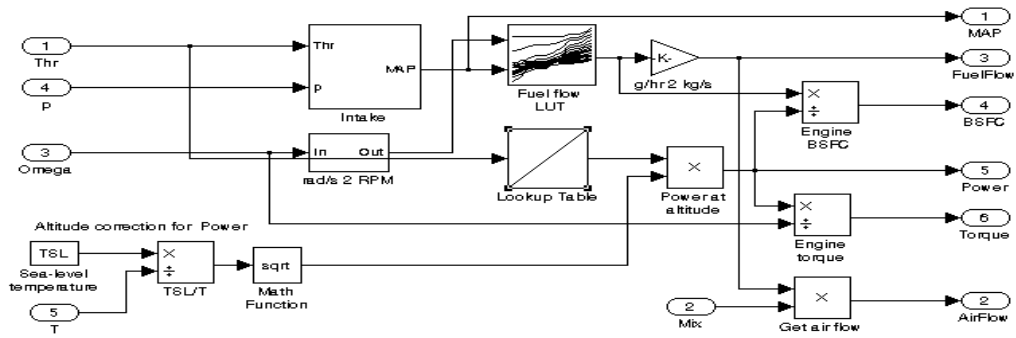 1
Thr
4
P
3
Omega
Thr
p
MAP
Intake
In
Out
rad/s 2 RPM
Fuel flow
LUT
Lookup Table
K-
g/hr 2 kg/s
×
÷
Engine
BSFC
×
Power at
altitude
×
÷
Engine
torque
Altitude correction for Power
TSL
Sea-level
temperature
5
T
×
÷
TSL/T
sqrt
Math
Function
2
Mix
×
Get air flow
1
MAP
3
FuelFlow
4
BSFC
5
Power
6
Torque
2
AirFlow